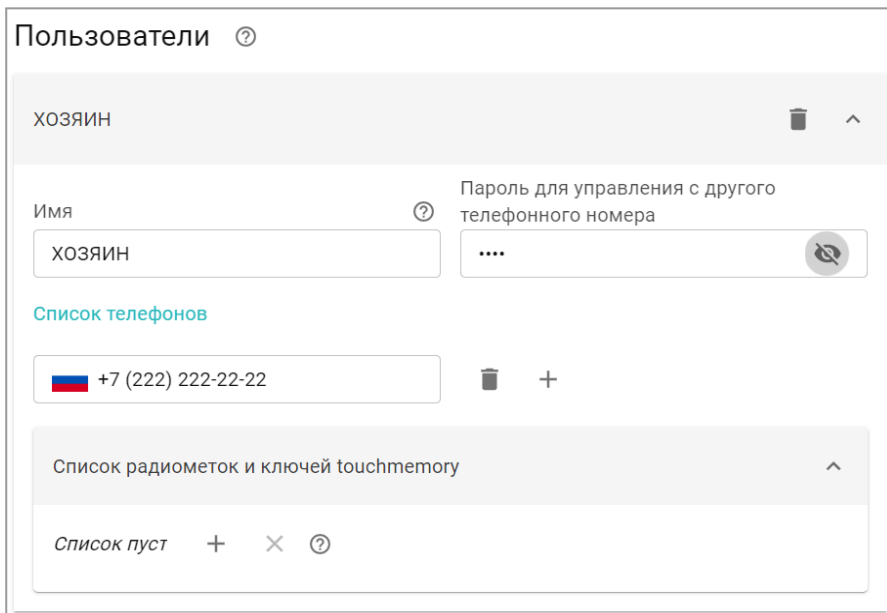 Пользователи
ХОЗЯИН
Имя
Пароль для управления с другого
телефонного номера
ХОЗЯИН
••••
Список телефонов
+7 (222) 222-22-22
Список радиометок и ключей touchmemory
Список пуст